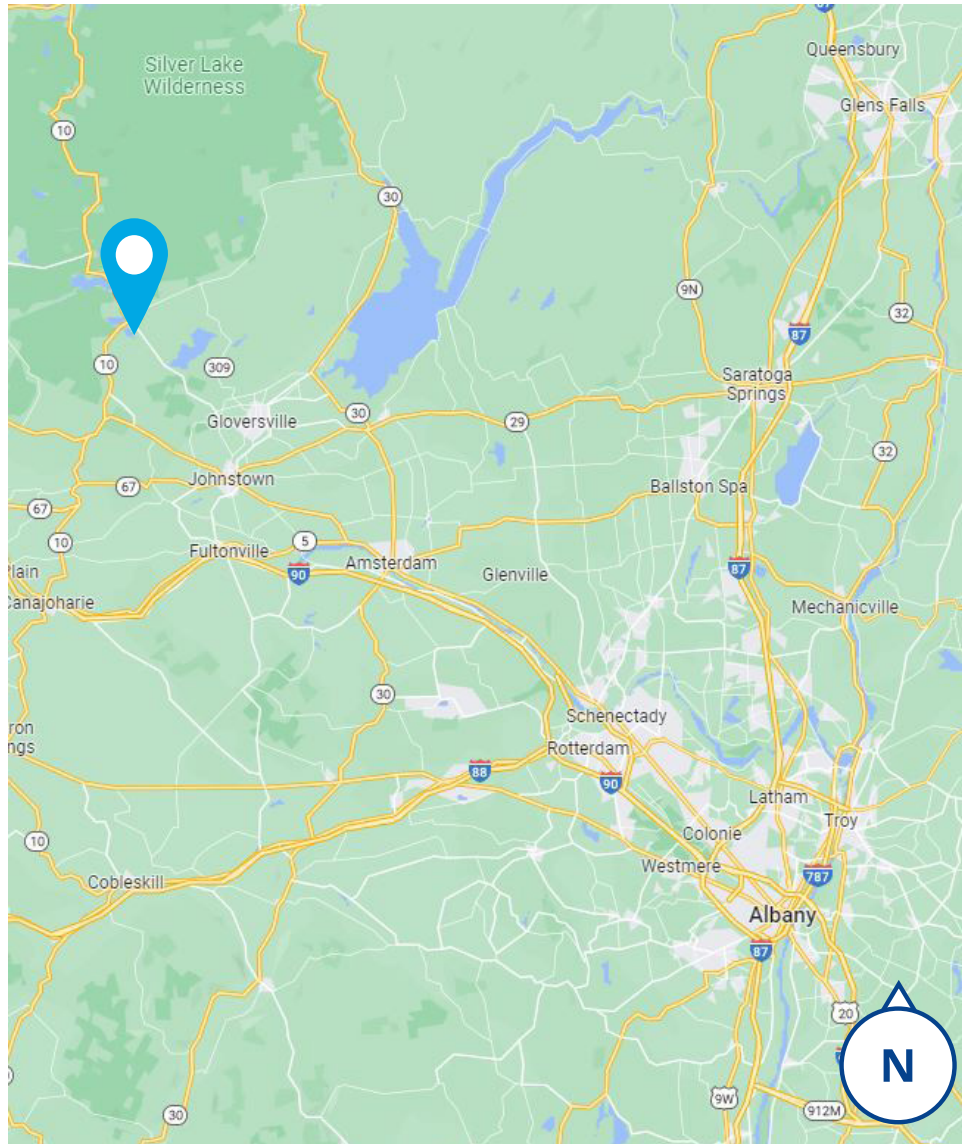 87
Queensbury
Silver Lake
Wilderness
Glens Falls
10
30
9N
32
87
10
309
Saratoga
Springs
30
Gloversville
29
32
Johnstown
67
Ballston Spa
67
10
5
Fultonville
Amsterdam
90
Glenville
87
Plain
Canajoharie
Mechanicville
30
Schenectady
ron
ngs
Rotterdam
88
90
Latham
10
Troy
Colonie
Westmere
Cobleskill
787
Albany
87
20
N
9W
912M
30